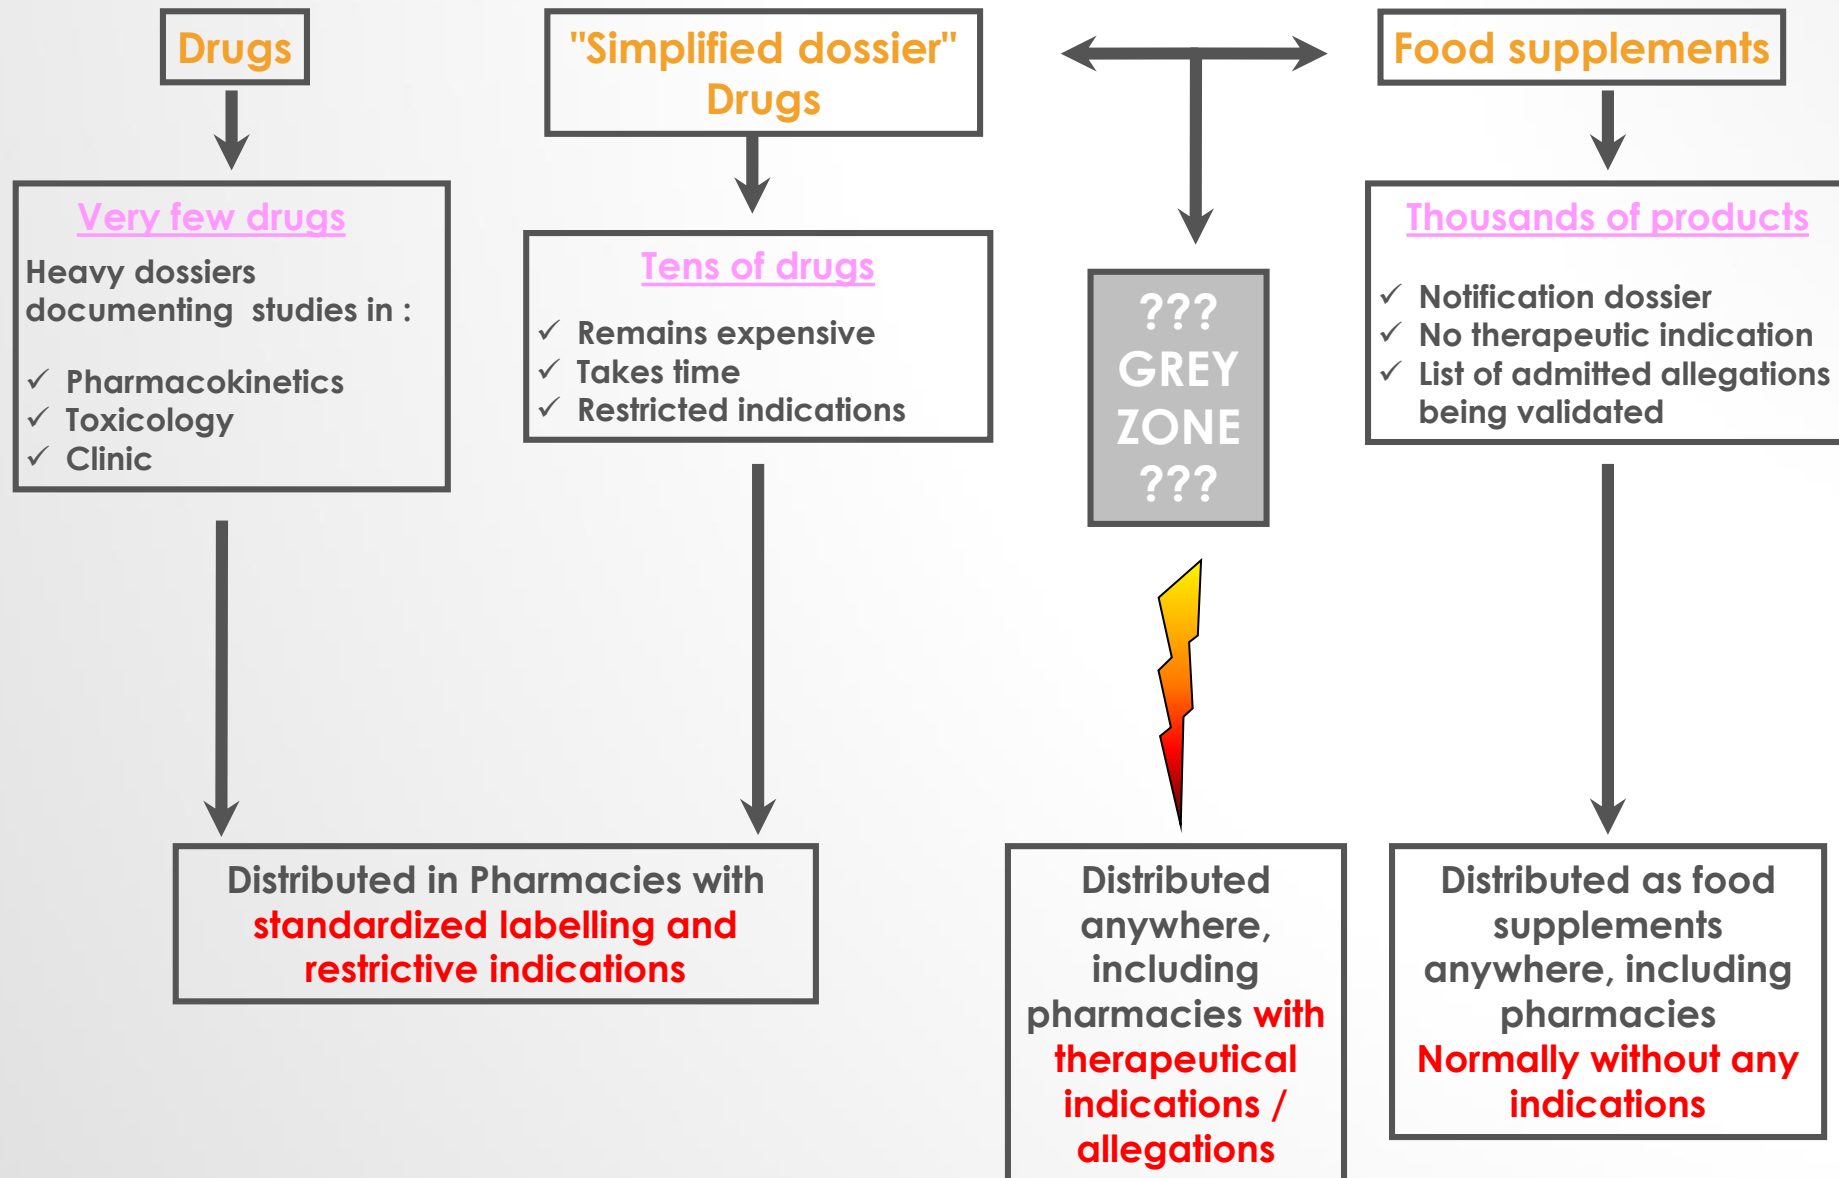 Drugs
"Simplified dossier"
Drugs
Food supplements
Very few drugs
Heavy dossiers
documenting studies in :
✓ Pharmacokinetics
✓ Toxicology
✓ Clinic
Tens of drugs
✓ Remains expensive
✓ Takes time
✓ Restricted indications
???
GREY
ZONE
???
Thousands of products
✓ Notification dossier
✓ No therapeutic indication
✓ List of admitted allegations
being validated
Distributed in Pharmacies with
standardized labelling and
restrictive indications
Distributed
anywhere,
including
pharmacies with
therapeutical
indications /
allegations
Distributed as food
supplements
anywhere, including
pharmacies
Normally without any
indications